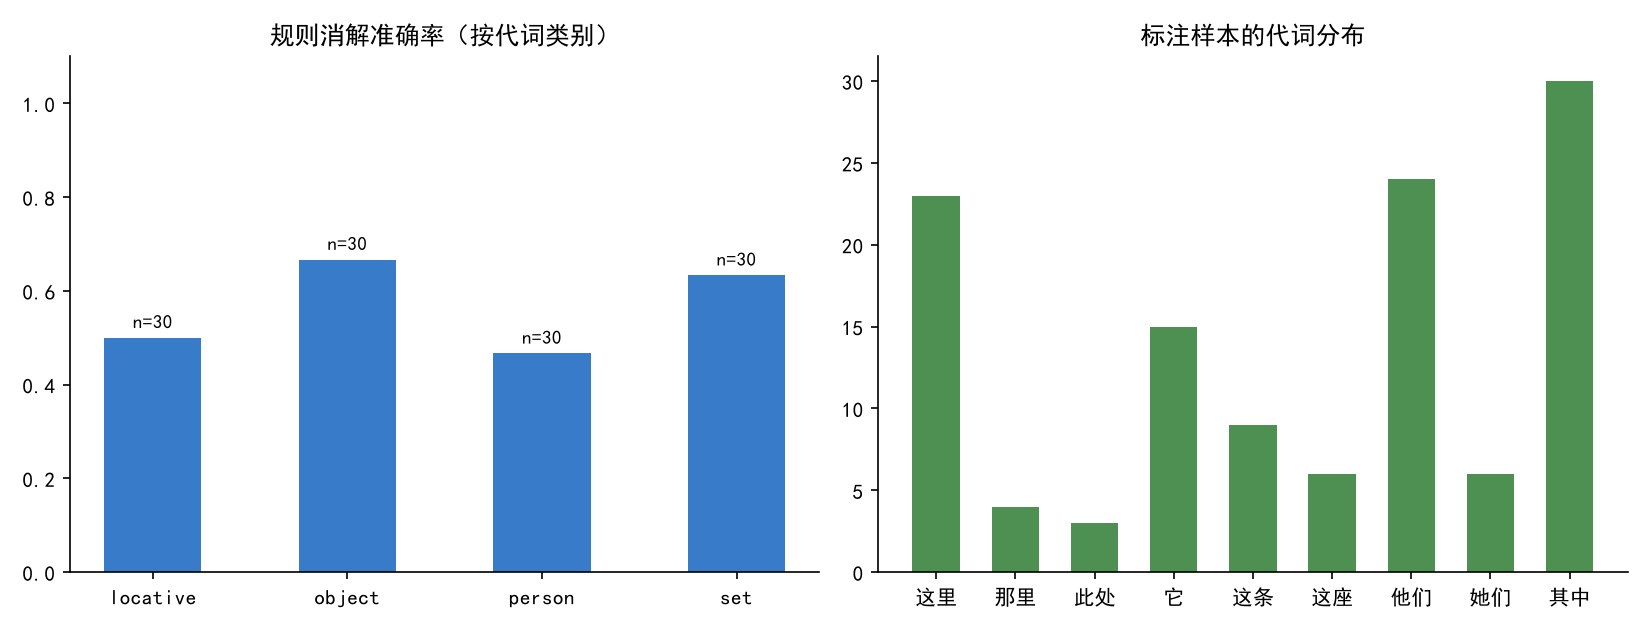 规则消解准确率（按代词类别）
1.0
0.8
0.6
0.4
0.2
0.0
n=30
n=30
n=30
n=30
locative
object
person
set
标注样本的代词分布
30
25
20
15
10
5
0
这里
那里
此处
它
这条
这座
他们
她们
其中